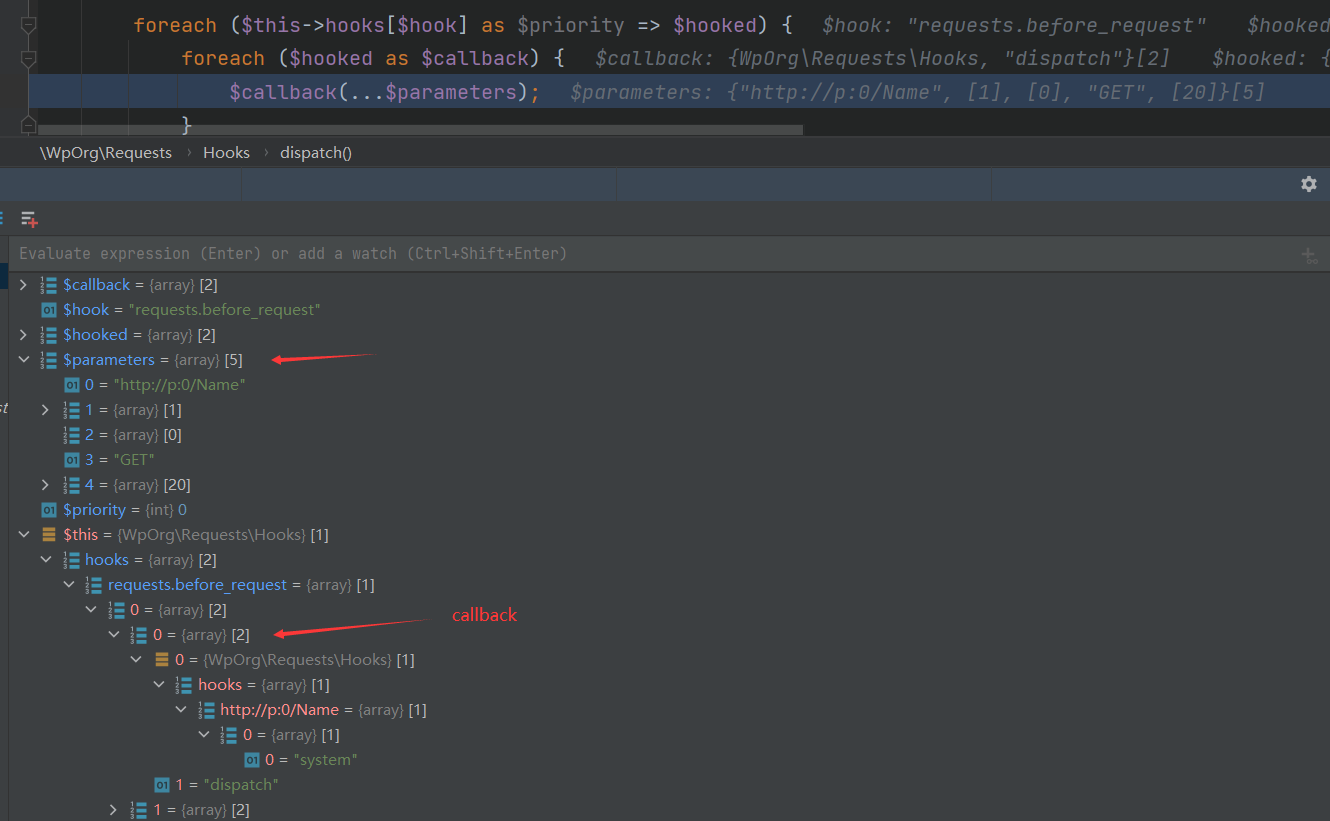 foreach ($this->hooks[$hook] as $priority => $hooked) { $hook: "requests.before_request" $hooked
foreach ($hooked as $callback) { $callback: {WpOrg\Requests\Hooks, "dispatch"}[2] $hooked: {
$callback(...$parameters); $parameters: {"http://p:0/Name", [1], [0], "GET", [20]}[5]
}
\WpOrg\Requests › Hooks › dispatch()
Evaluate expression (Enter) or add a watch (Ctrl+Shift+Enter)
$callback = {array} [2]
$hook = "requests.before_request"
$hooked = {array} [2]
$parameters = {array} [5]
0 = "http://p:0/Name"
1 = {array} [1]
2 = {array} [0]
3 = "GET"
4 = {array} [20]
$priority = {int} 0
$this = {WpOrg\Requests\Hooks} [1]
hooks = {array} [2]
requests.before_request = {array} [1]
0 = {array} [2]
callback
0 = {array} [2]
0 = {WpOrg\Requests\Hooks} [1]
hooks = {array} [1]
http://p:0/Name = {array} [1]
0 = {array} [1]
0 = "system"
1 = "dispatch"
1 = {array} [2]